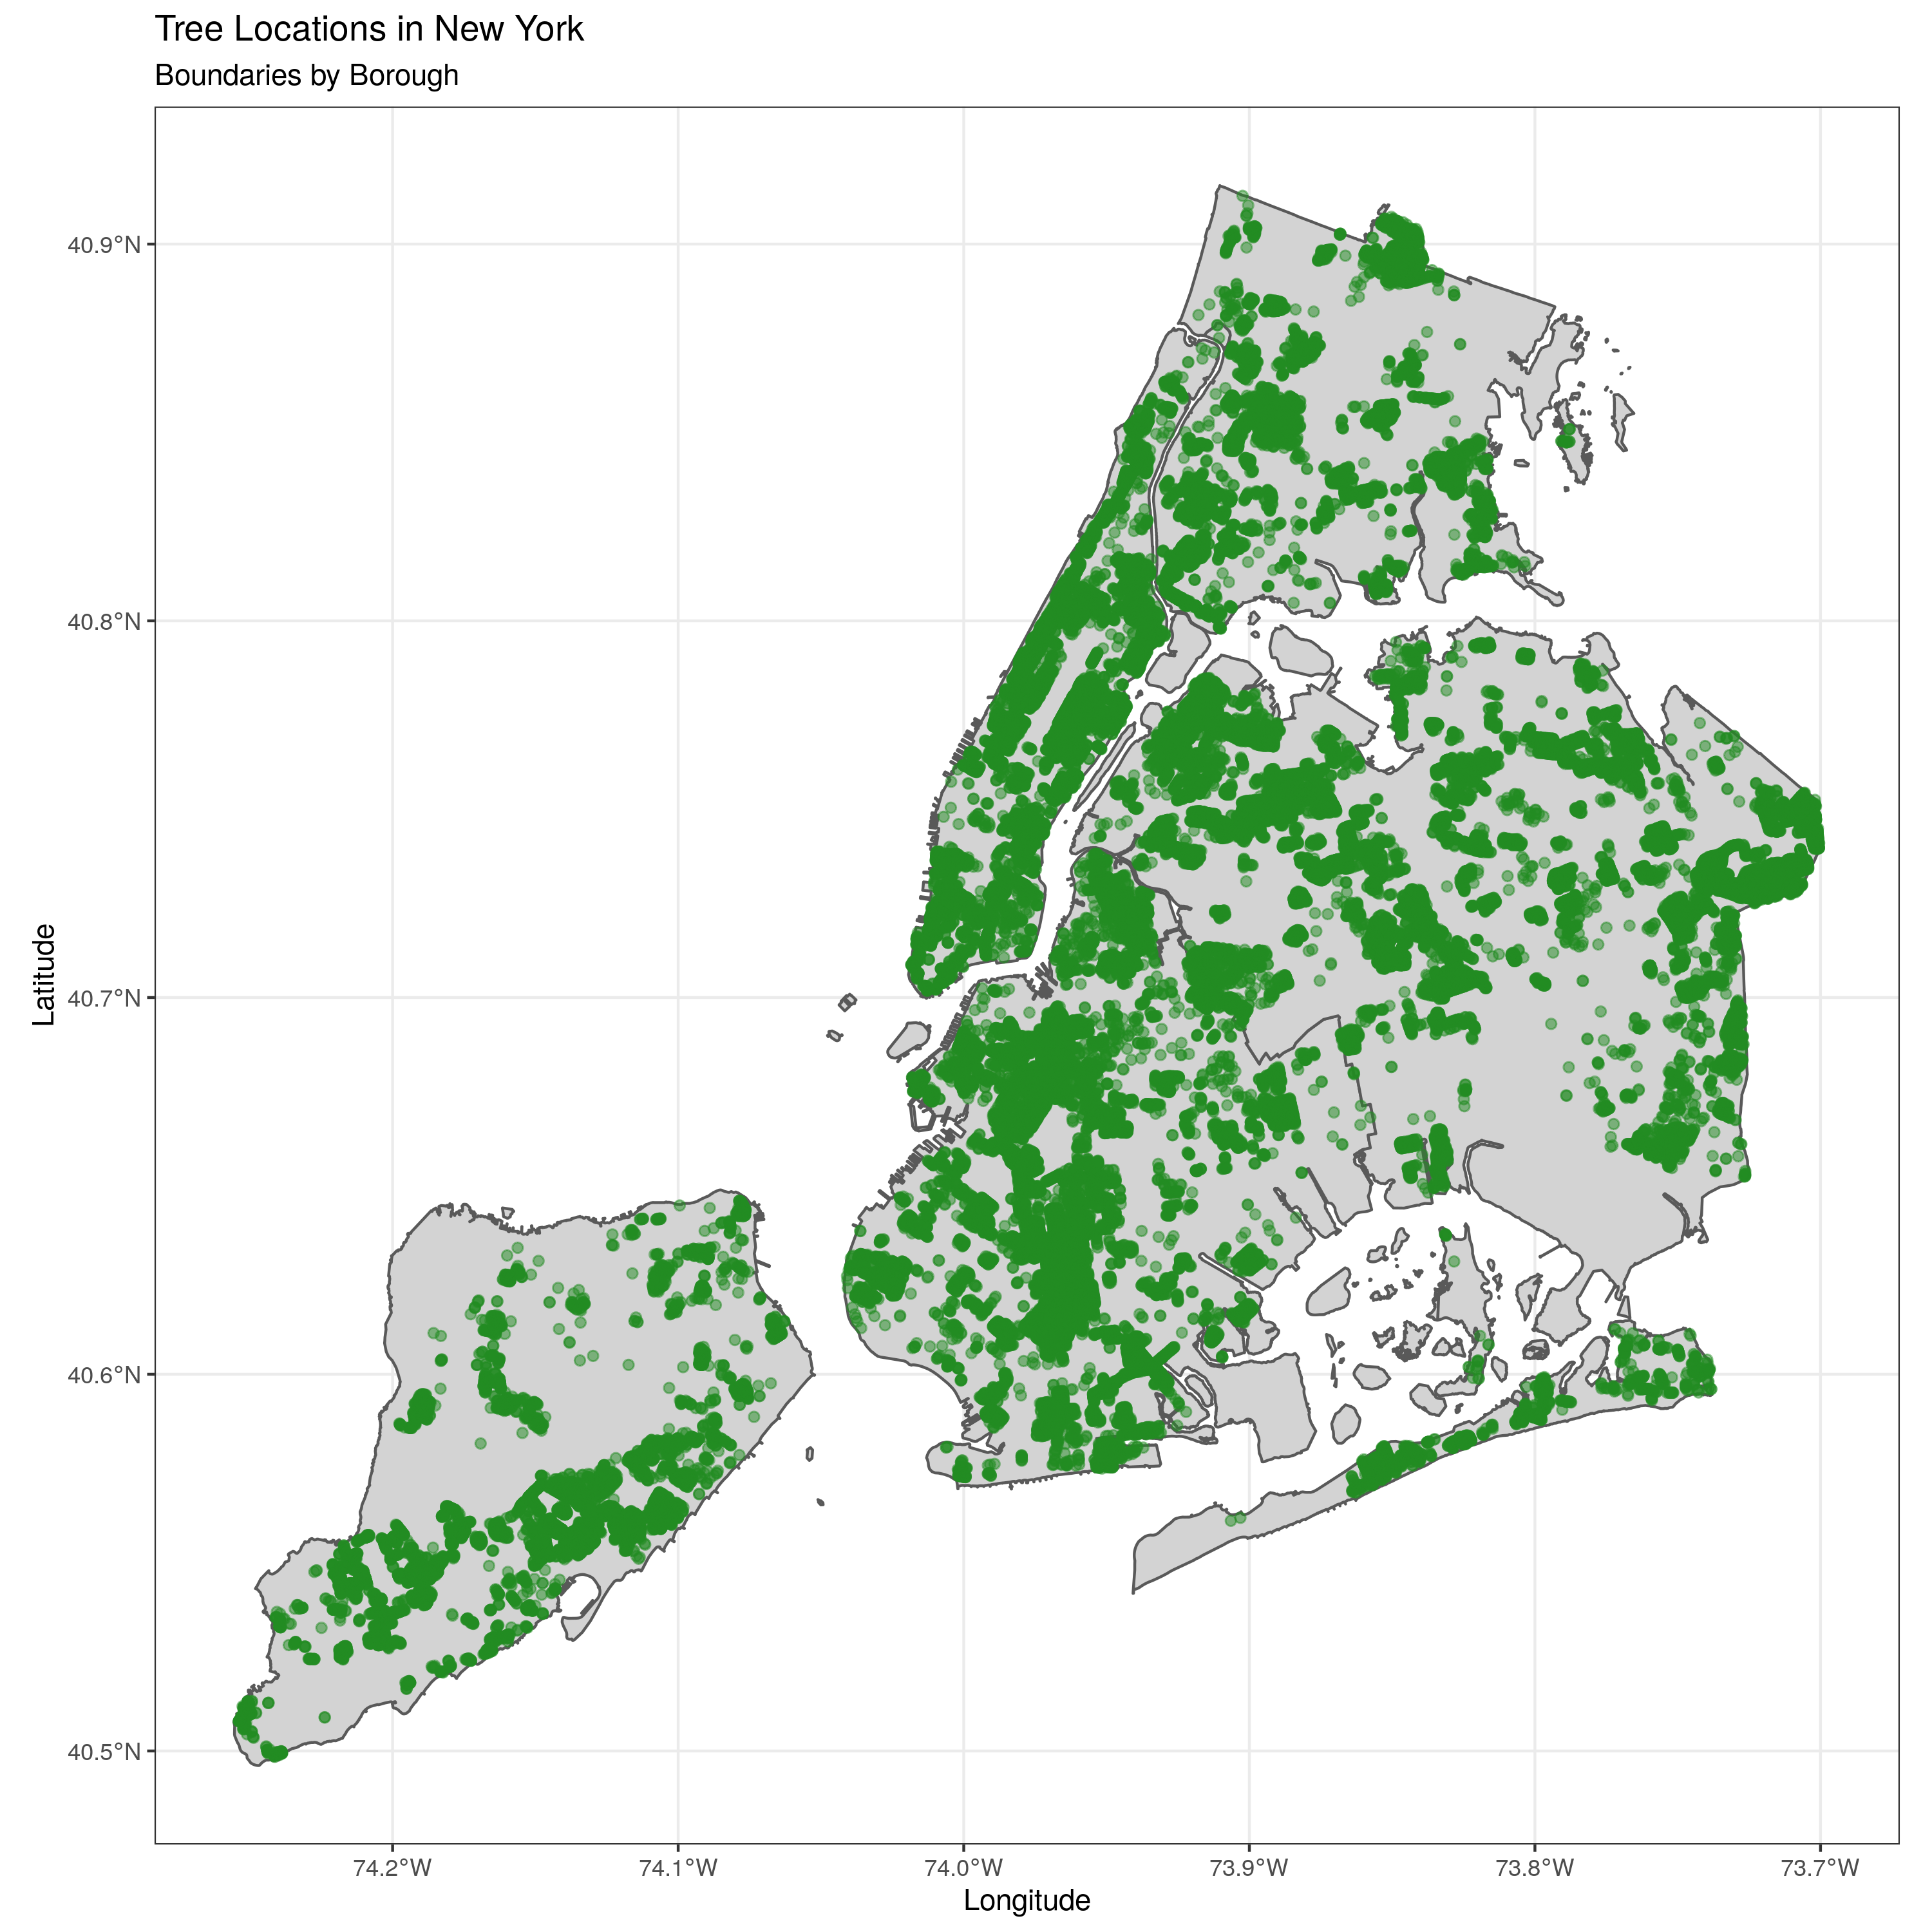 Tree Locations in New York
Boundaries by Borough
40.9°N
40.8°N
40.7°N
40.6°N
40.5°N
Latitude
74.2°W
74.1°W
74.0°W
73.9°W
73.8°W
73.7°W
Longitude